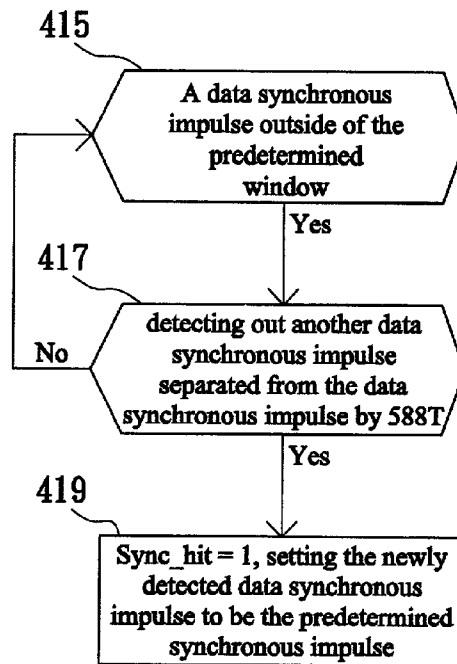 415
A data synchronous
impulse outside of the
predetermined
window
Yes
417
detecting out another data
synchronous impulse
separated from the data
synchronous impulse by 588T
No
Yes
419
Sync_hit = 1, setting the newly
detected data synchronous
impulse to be the predetermined
synchronous impulse